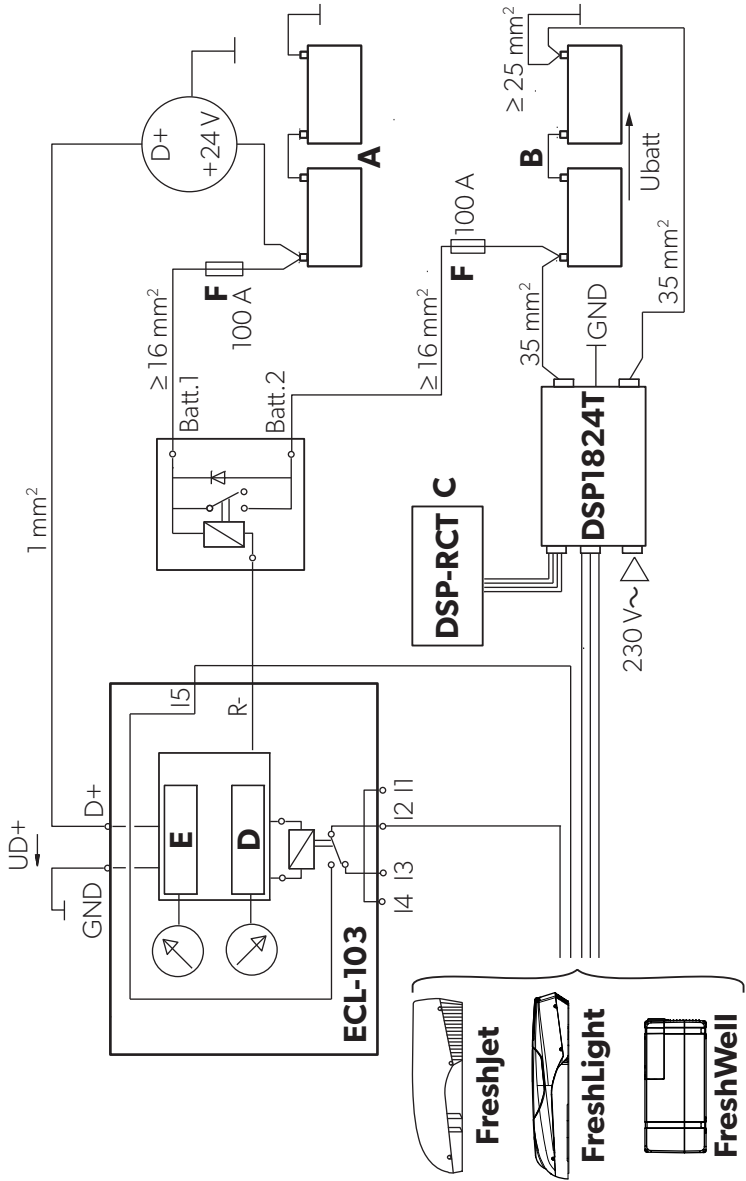 UD+
GND
D+
1 mm²
D+
+24 V
E
D
I5
R-
I4
I3
I2
I1
ECL-103
Batt.1
Batt.2
≥ 16 mm²
F
100 A
A
≥ 16 mm²
F
100 A
B
≥ 25 mm²
Ubatt
35 mm²
35 mm²
GND
DSP-RCT
C
DSP1824T
230 V~
FreshJet
FreshLight
FreshWell